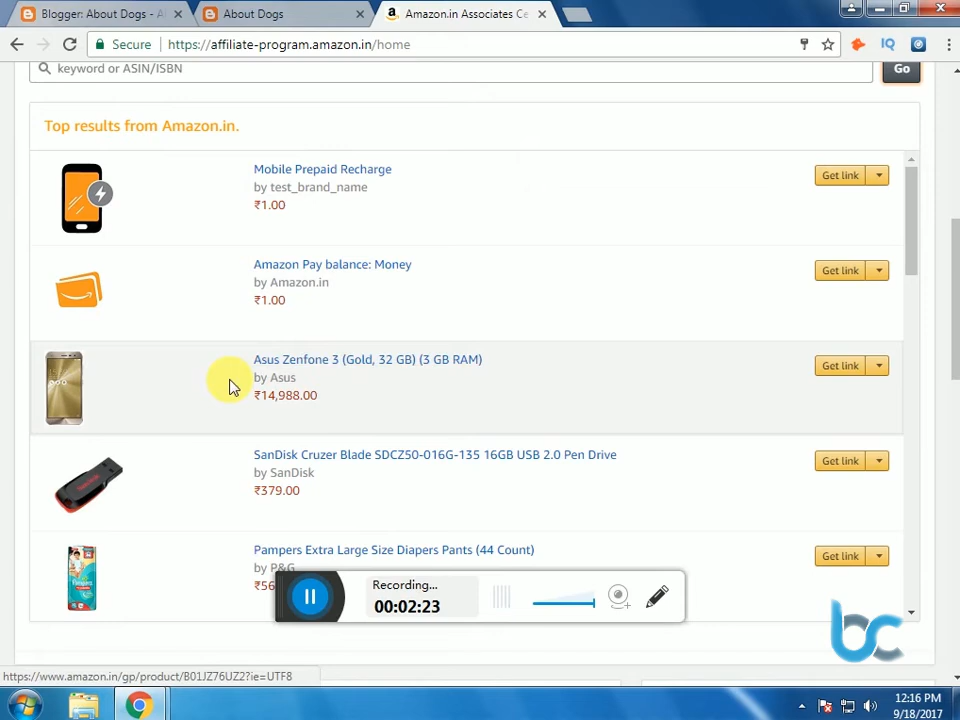 Blogger: About Dogs - A
About Dogs
Amazon.in Associates Ce
Secure
https://affiliate-program.amazon.in/home
IQ
keyword or ASIN/ISBN
Go
Top results from Amazon.in.
Mobile Prepaid Recharge
by test_brand_name
₹1.00
Get link
Amazon Pay balance: Money
by Amazon.in
₹1.00
Get link
Asus Zenfone 3 (Gold, 32 GB) (3 GB RAM)
by Asus
₹14,988.00
Get link
SanDisk Cruzer Blade SDCZ50-016G-135 16GB USB 2.0 Pen Drive
by SanDisk
₹379.00
Get link
Pampers Extra Large Size Diapers Pants (44 Count)
by P&G
Get link
Recording...
00:02:23
bc
https://www.amazon.in/gp/product/B01JZ76UZ2?ie=UTF8
12:16 PM
9/18/2017